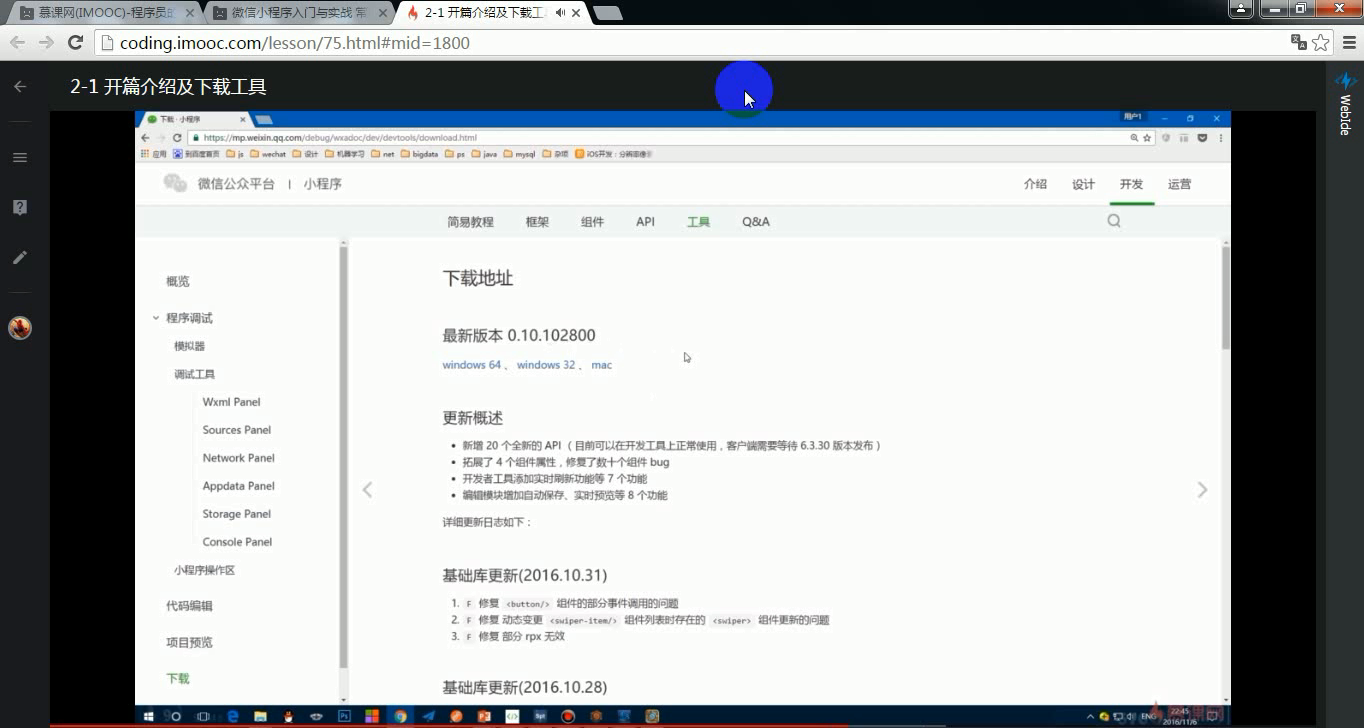 慕课网(IMOOC)-程序员的
微信小程序入门与实战 常
2-1 开篇介绍及下载工
coding.imooc.com/lesson/75.html#mid=1800
2-1 开篇介绍及下载工具
WebIde
下载 · 小程序
用户1
https://mp.weixin.qq.com/debug/wxadoc/dev/devtools/download.html
应用 js wechat 设计 机器学习 net bigdata ps java mysql 杂项
微信公众平台 | 小程序
介绍 设计 开发 运营
简易教程 框架 组件 API 工具 Q&A
概览
程序调试
模拟器
调试工具
Wxml Panel
Sources Panel
Network Panel
Appdata Panel
Storage Panel
Console Panel
小程序操作区
代码编辑
项目预览
下载
下载地址
最新版本 0.10.102800
windows 64 、 windows 32 、 mac
更新概述
• 新增 20 个全新的 API（目前可以在开发工具上正常使用，客户端需要等待 6.3.30 版本发布）
• 拓展了 4 个组件属性，修复了数十个组件 bug
• 开发者工具添加实时刷新功能等 7 个功能
• 编辑模块增加自动保存、实时预览等 8 个功能
详细更新日志如下：
基础库更新(2016.10.31)
1. F 修复 <button/> 组件的部分事件调用的问题
2. F 修复 动态变更 <swiper-item/> 组件列表时存在的 <swiper> 组件更新的问题
3. F 修复 部分 rpx 无效
基础库更新(2016.10.28)
ENG
22:45
2016/11/6